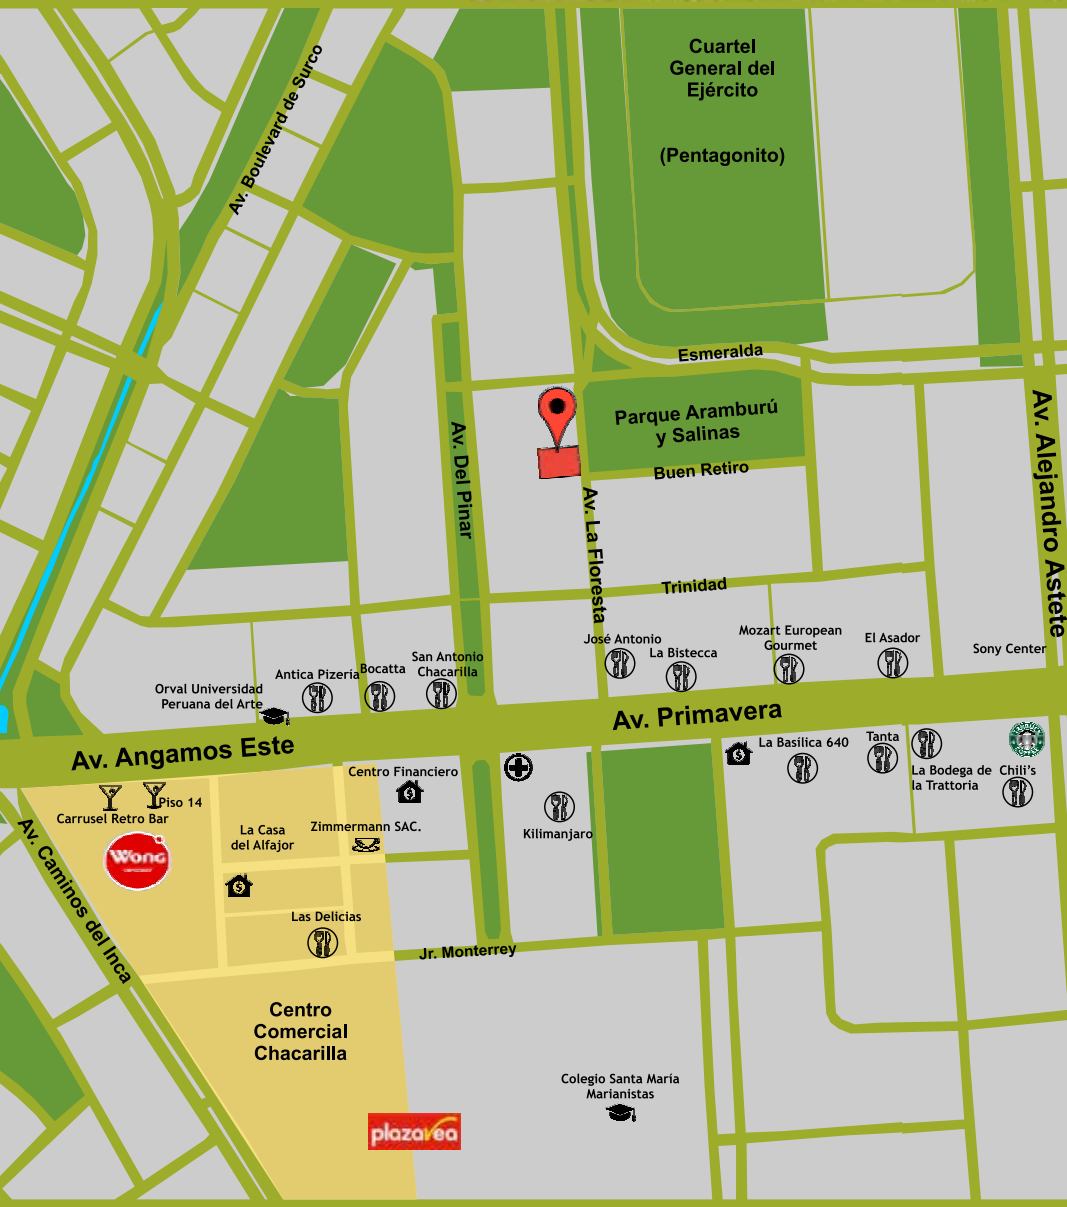 Cuartel
General del
Ejército
(Pentagonito)
Av. Boulevard de Surco
Esmeralda
Parque Aramburú
y Salinas
Buen Retiro
Av. Del Pinar
Av. La Floresta
Av. Alejandro Astete
Trinidad
José Antonio
La Bistecca
Mozart European
Gourmet
El Asador
Sony Center
San Antonio
Chacarilla
Bocatta
Antica Pizería
Orval Universidad
Peruana del Arte
Av. Primavera
Av. Angamos Este
La Basílica 640
Tanta
La Bodega de
la Trattoria
Chili's
Centro Financiero
Piso 14
Carrusel Retro Bar
Wong
La Casa
del Alfajor
Zimmermann SAC.
Kilimanjaro
Av. Caminos del Inca
Las Delicias
Jr. Monterrey
Centro
Comercial
Chacarilla
Colegio Santa María
Marianistas
plazavea